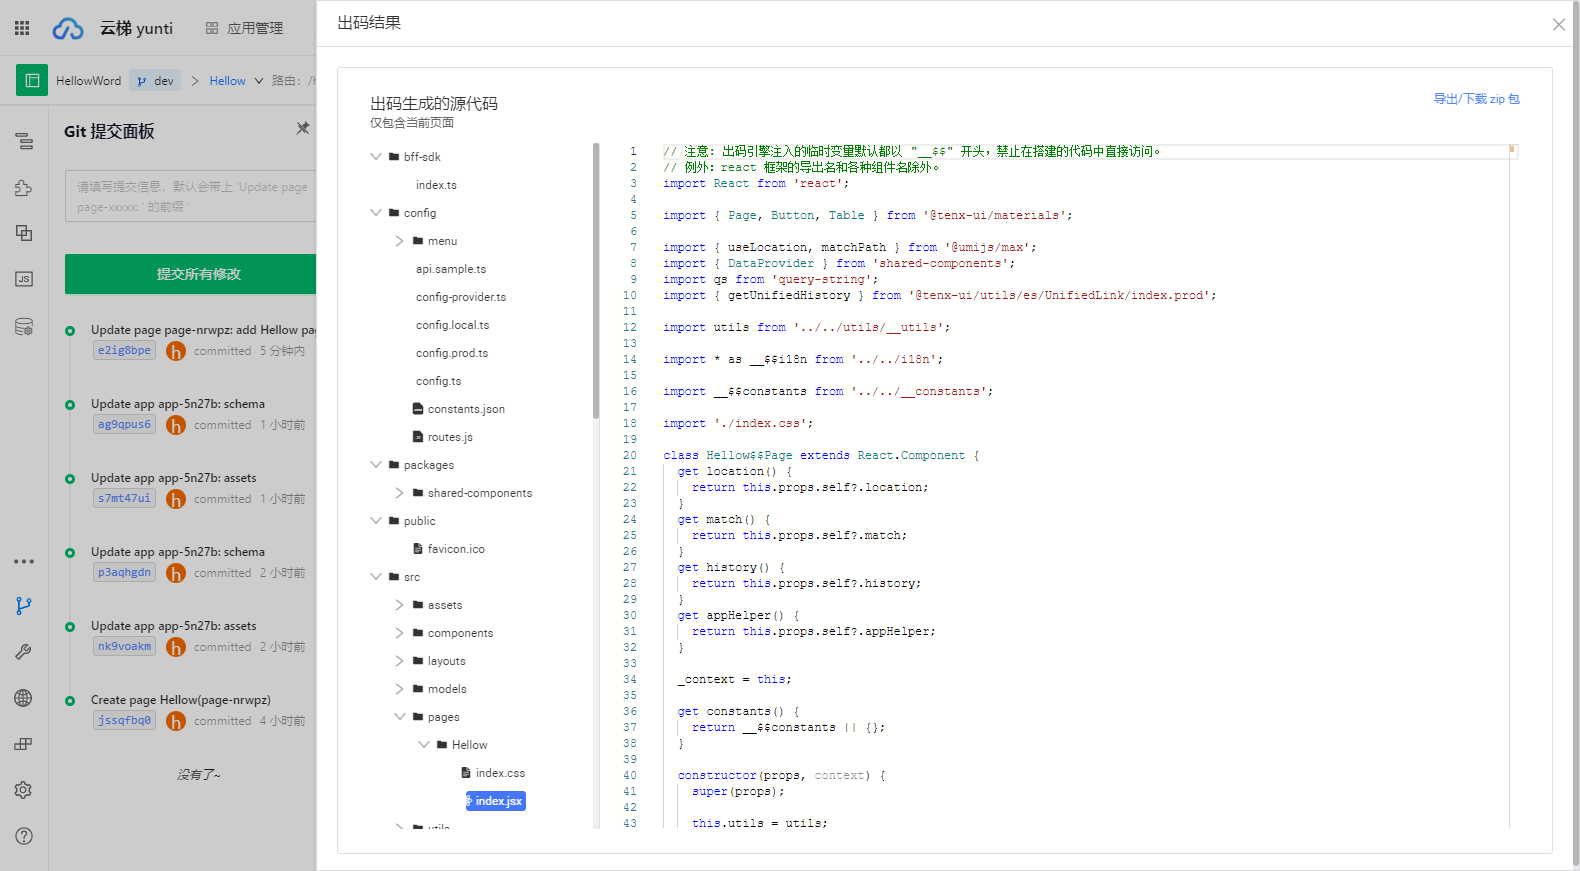 云梯 yunti
应用管理
HellowWord
dev
Hellow
路由: /h
Git 提交面板
请填写提交信息，默认会带上 'Update page
page-xxxxx: ' 的前缀 '
提交所有修改
Update page page-nrwpz: add Hellow pag
e2ig8bpe h committed 5 分钟内
Update app app-5n27b: schema
ag9qpus6 h committed 1 小时前
Update app app-5n27b: assets
s7mt47ui h committed 1 小时前
Update app app-5n27b: schema
p3aqhgdn h committed 2 小时前
Update app app-5n27b: assets
nk9voakm h committed 2 小时前
Create page Hellow(page-nrwpz)
jssqfbq0 h committed 4 小时前
没有了~
JS
出码结果
出码生成的源代码
仅包含当前页面
导出/下载 zip 包
bff-sdk
index.ts
config
menu
api.sample.ts
config-provider.ts
config.local.ts
config.prod.ts
config.ts
constants.json
routes.js
packages
shared-components
public
favicon.ico
src
assets
components
layouts
models
pages
Hellow
index.css
index.jsx
utils
1 // 注意: 出码引擎注入的临时变量默认都以 "__$$" 开头，禁止在搭建的代码中直接访问。
2 // 例外: react 框架的导出名和各种组件名除外。
3 import React from 'react';
4
5 import { Page, Button, Table } from '@tenx-ui/materials';
6
7 import { useLocation, matchPath } from '@umijs/max';
8 import { DataProvider } from 'shared-components';
9 import qs from 'query-string';
10 import { getUnifiedHistory } from '@tenx-ui/utils/es/UnifiedLink/index.prod';
11
12 import utils from '../../utils/__utils';
13
14 import * as __$$i18n from '../../i18n';
15
16 import __$$constants from '../../__constants';
17
18 import './index.css';
19
20 class Hellow$$Page extends React.Component {
21 get location() {
22 return this.props.self?.location;
23 }
24 get match() {
25 return this.props.self?.match;
26 }
27 get history() {
28 return this.props.self?.history;
29 }
30 get appHelper() {
31 return this.props.self?.appHelper;
32 }
33
34 _context = this;
35
36 get constants() {
37 return __$$constants || {};
38 }
39
40 constructor(props, context) {
41 super(props);
42
43 this.utils = utils;